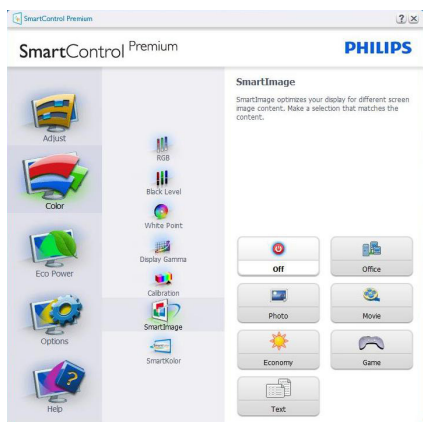 SmartControl Premium
SmartControl Premium
PHILIPS
Adjust
Color
Eco Power
Options
Help
RGB
Black Level
White Point
Display Gamma
Calibration
SmartImage
SmartKolor
SmartImage
SmartImage optimizes your display for different screen
image content. Make a selection that matches the
content.
Off
Office
Photo
Movie
Economy
Game
Text